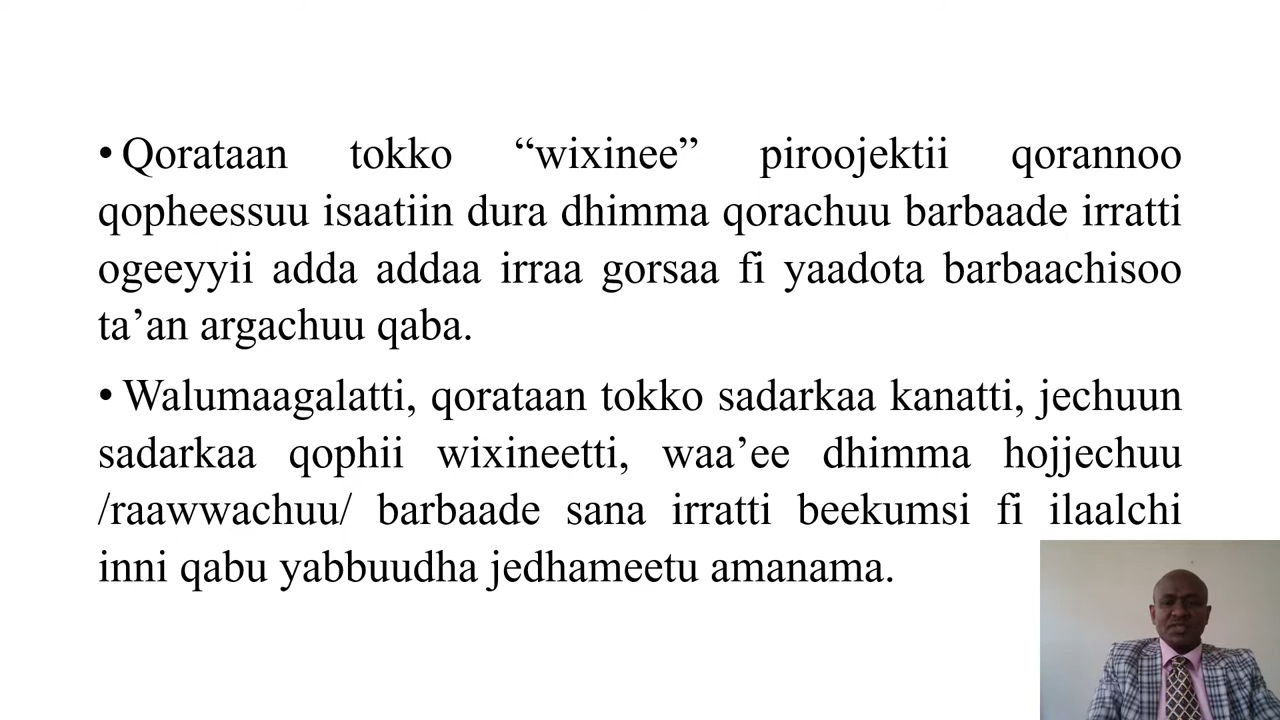 • Qorataan tokko “wixinee” piroojektii qorannoo
qopheessuu isaatiin dura dhimma qorachuu barbaade irratti
ogeeyyii adda addaa irraa gorsaa fi yaadota barbaachisoo
ta’an argachuu qaba.
• Walumaagalatti, qorataan tokko sadarkaa kanatti, jechuun
sadarkaa qophii wixineetti, waa’ee dhimma hojjechuu
/raawwachuu/ barbaade sana irratti beekumsi fi ilaalchi
inni qabu yabbuudha jedhameetu amanama.